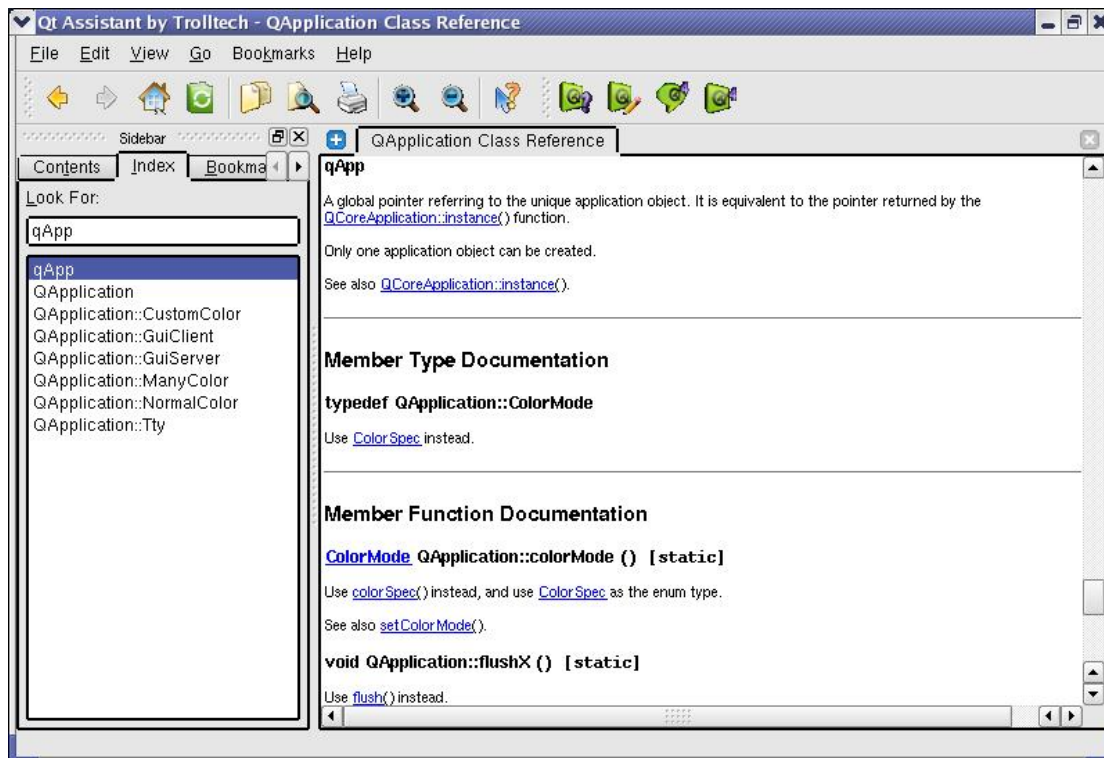 Qt Assistant by Trolltech - QApplication Class Reference
File Edit View Go Bookmarks Help
Sidebar
Contents Index Bookma
Look For:
qApp
qApp
QApplication
QApplication::CustomColor
QApplication::GuiClient
QApplication::GuiServer
QApplication::ManyColor
QApplication::NormalColor
QApplication::Tty
QApplication Class Reference
qApp
A global pointer referring to the unique application object. It is equivalent to the pointer returned by the
QCoreApplication::instance() function.
Only one application object can be created.
See also QCoreApplication::instance().
Member Type Documentation
typedef QApplication::ColorMode
Use ColorSpec instead.
Member Function Documentation
ColorMode QApplication::colorMode () [static]
Use colorSpec() instead, and use ColorSpec as the enum type.
See also setColorMode().
void QApplication::flushX () [static]
Use flush() instead.